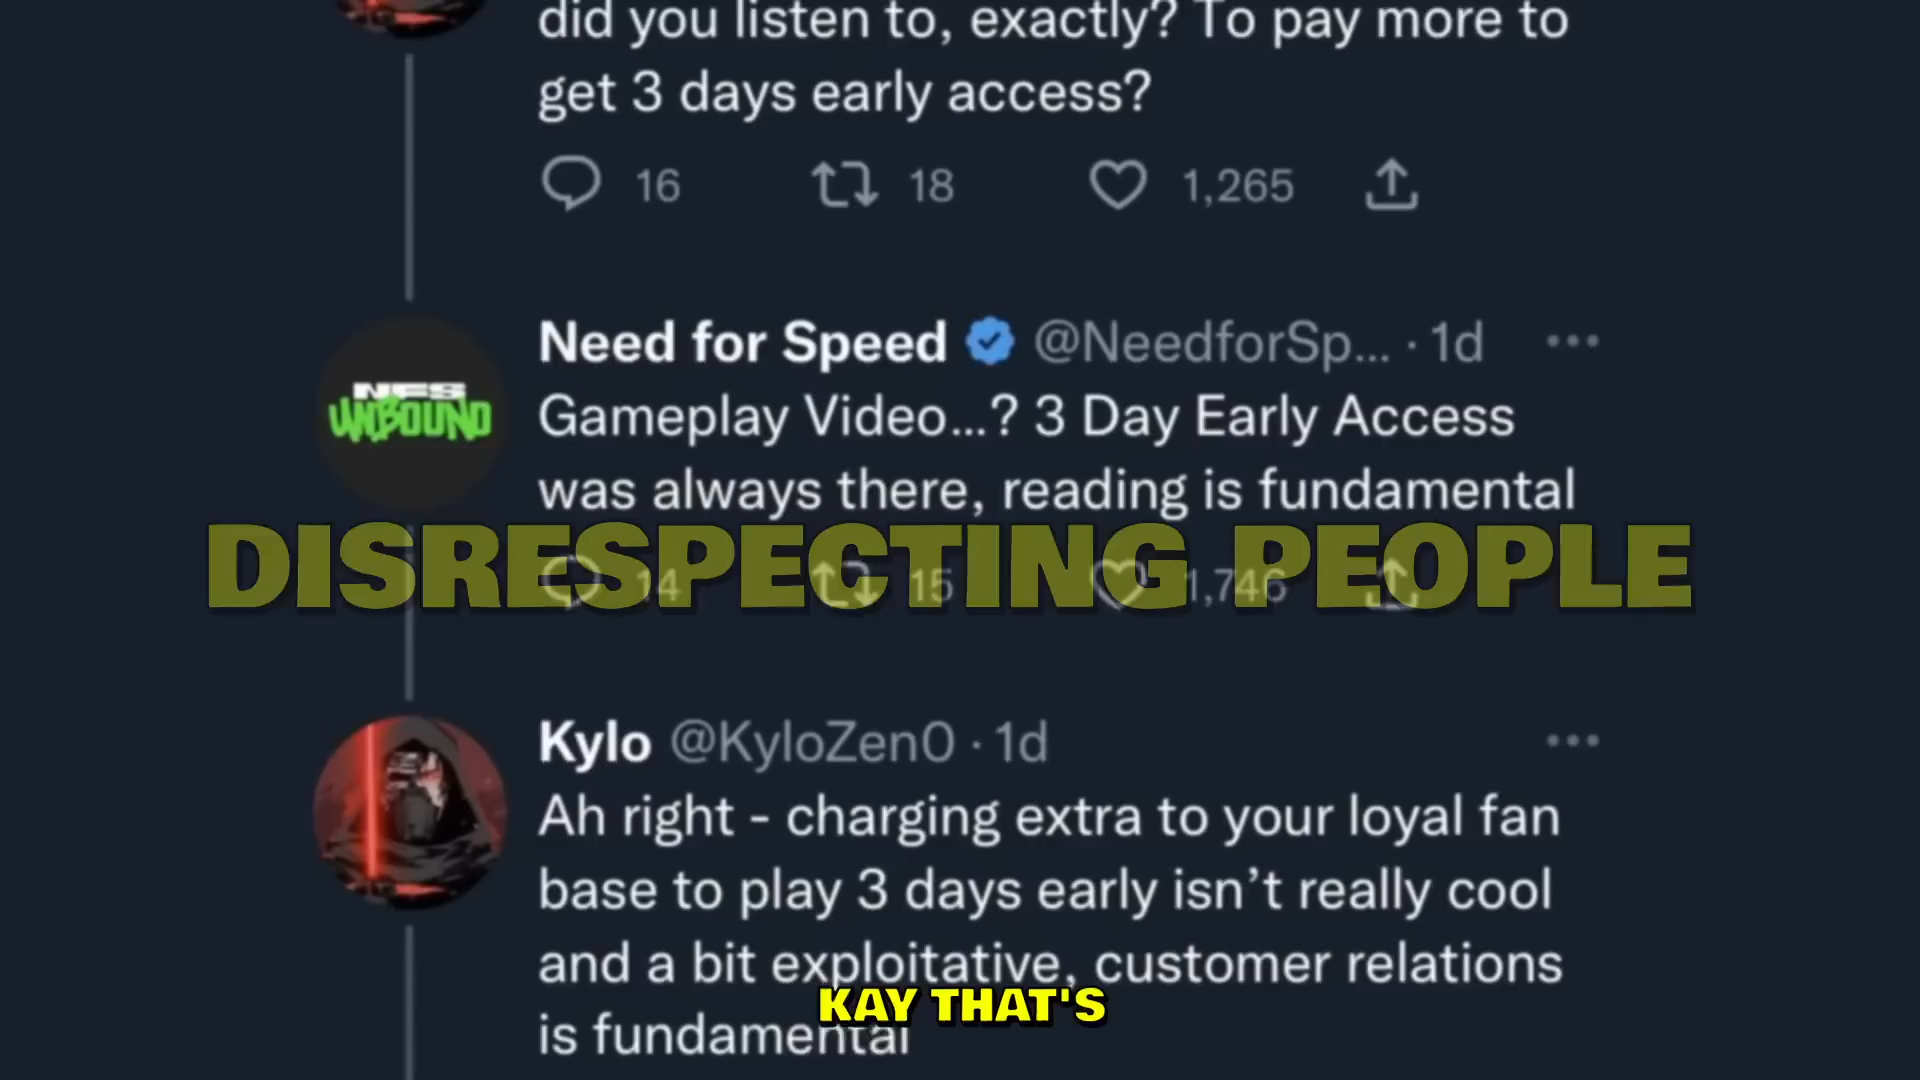 did you listen to, exactly? To pay more to
get 3 days early access?
16 18 1,265
Need for Speed @NeedforSp... · 1d
NFS
UNBOUND
Gameplay Video...? 3 Day Early Access
was always there, reading is fundamental
DISRESPECTING PEOPLE
14 15 1,746
Kylo @KyloZen0 · 1d
Ah right - charging extra to your loyal fan
base to play 3 days early isn't really cool
and a bit exploitative, customer relations
KAY THAT'S
is fundamental